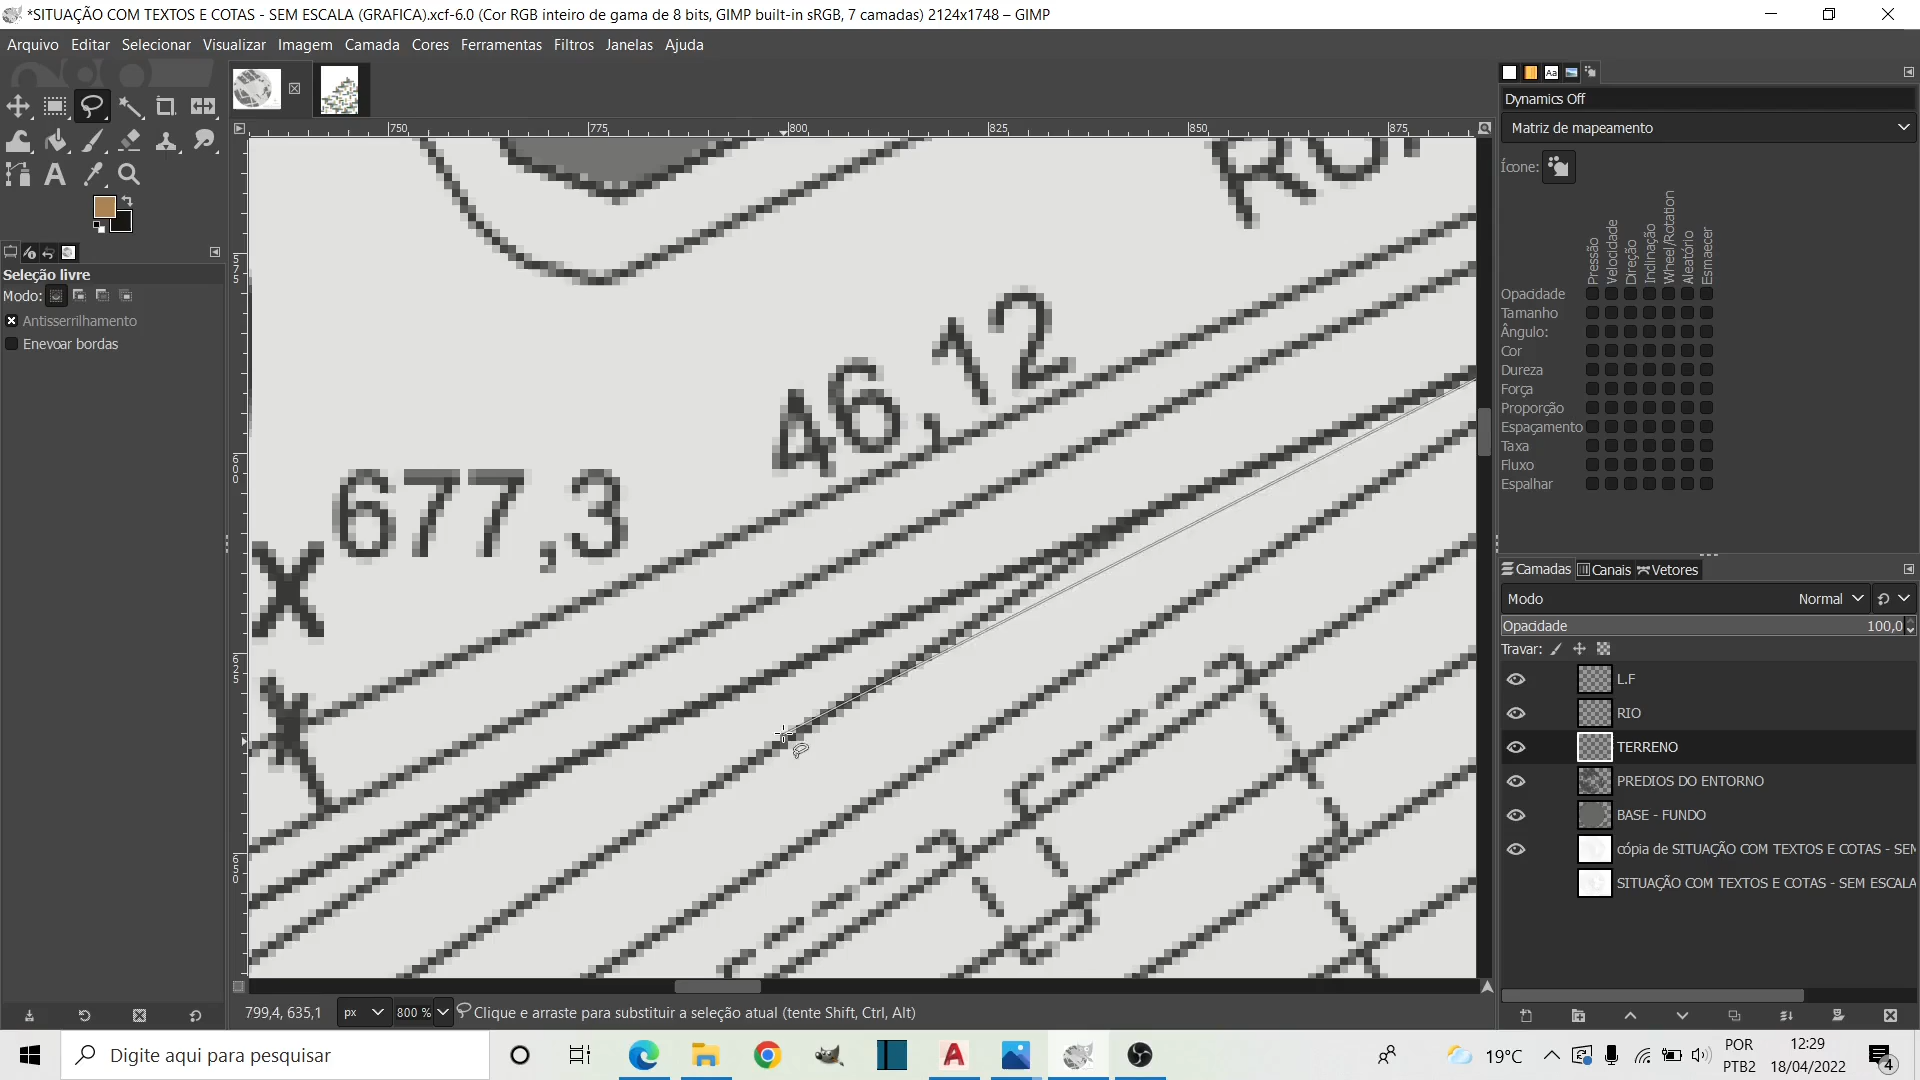 *SITUAÇÃO COM TEXTOS E COTAS - SEM ESCALA (GRAFICA).xcf-6.0 (Cor RGB inteiro de gama de 8 bits, GIMP built-in sRGB, 7 camadas) 2124x1748 – GIMP
Arquivo Editar Selecionar Visualizar Imagem Camada Cores Ferramentas Filtros Janelas Ajuda
Seleção livre
Modo:
Antisserrilhamento
Enevoar bordas
750 775 800 825 850 875
575
600
625
650
46,12
677,3
X
Dynamics Off
Matriz de mapeamento
Ícone:
Pressão Velocidade Direção Inclinação Wheel/Rotation Aleatório Esmaecer
Opacidade
Tamanho
Ângulo:
Cor
Dureza
Força
Proporção
Espaçamento
Taxa
Fluxo
Espalhar
Camadas Canais Vetores
Modo Normal
Opacidade 100,0
Travar:
L.F
RIO
TERRENO
PREDIOS DO ENTORNO
BASE - FUNDO
cópia de SITUAÇÃO COM TEXTOS E COTAS - SEM
SITUAÇÃO COM TEXTOS E COTAS - SEM ESCALA
799,4, 635,1 px 800 % Clique e arraste para substituir a seleção atual (tente Shift, Ctrl, Alt)
Digite aqui para pesquisar
19°C
POR
PTB2
12:29
18/04/2022
4